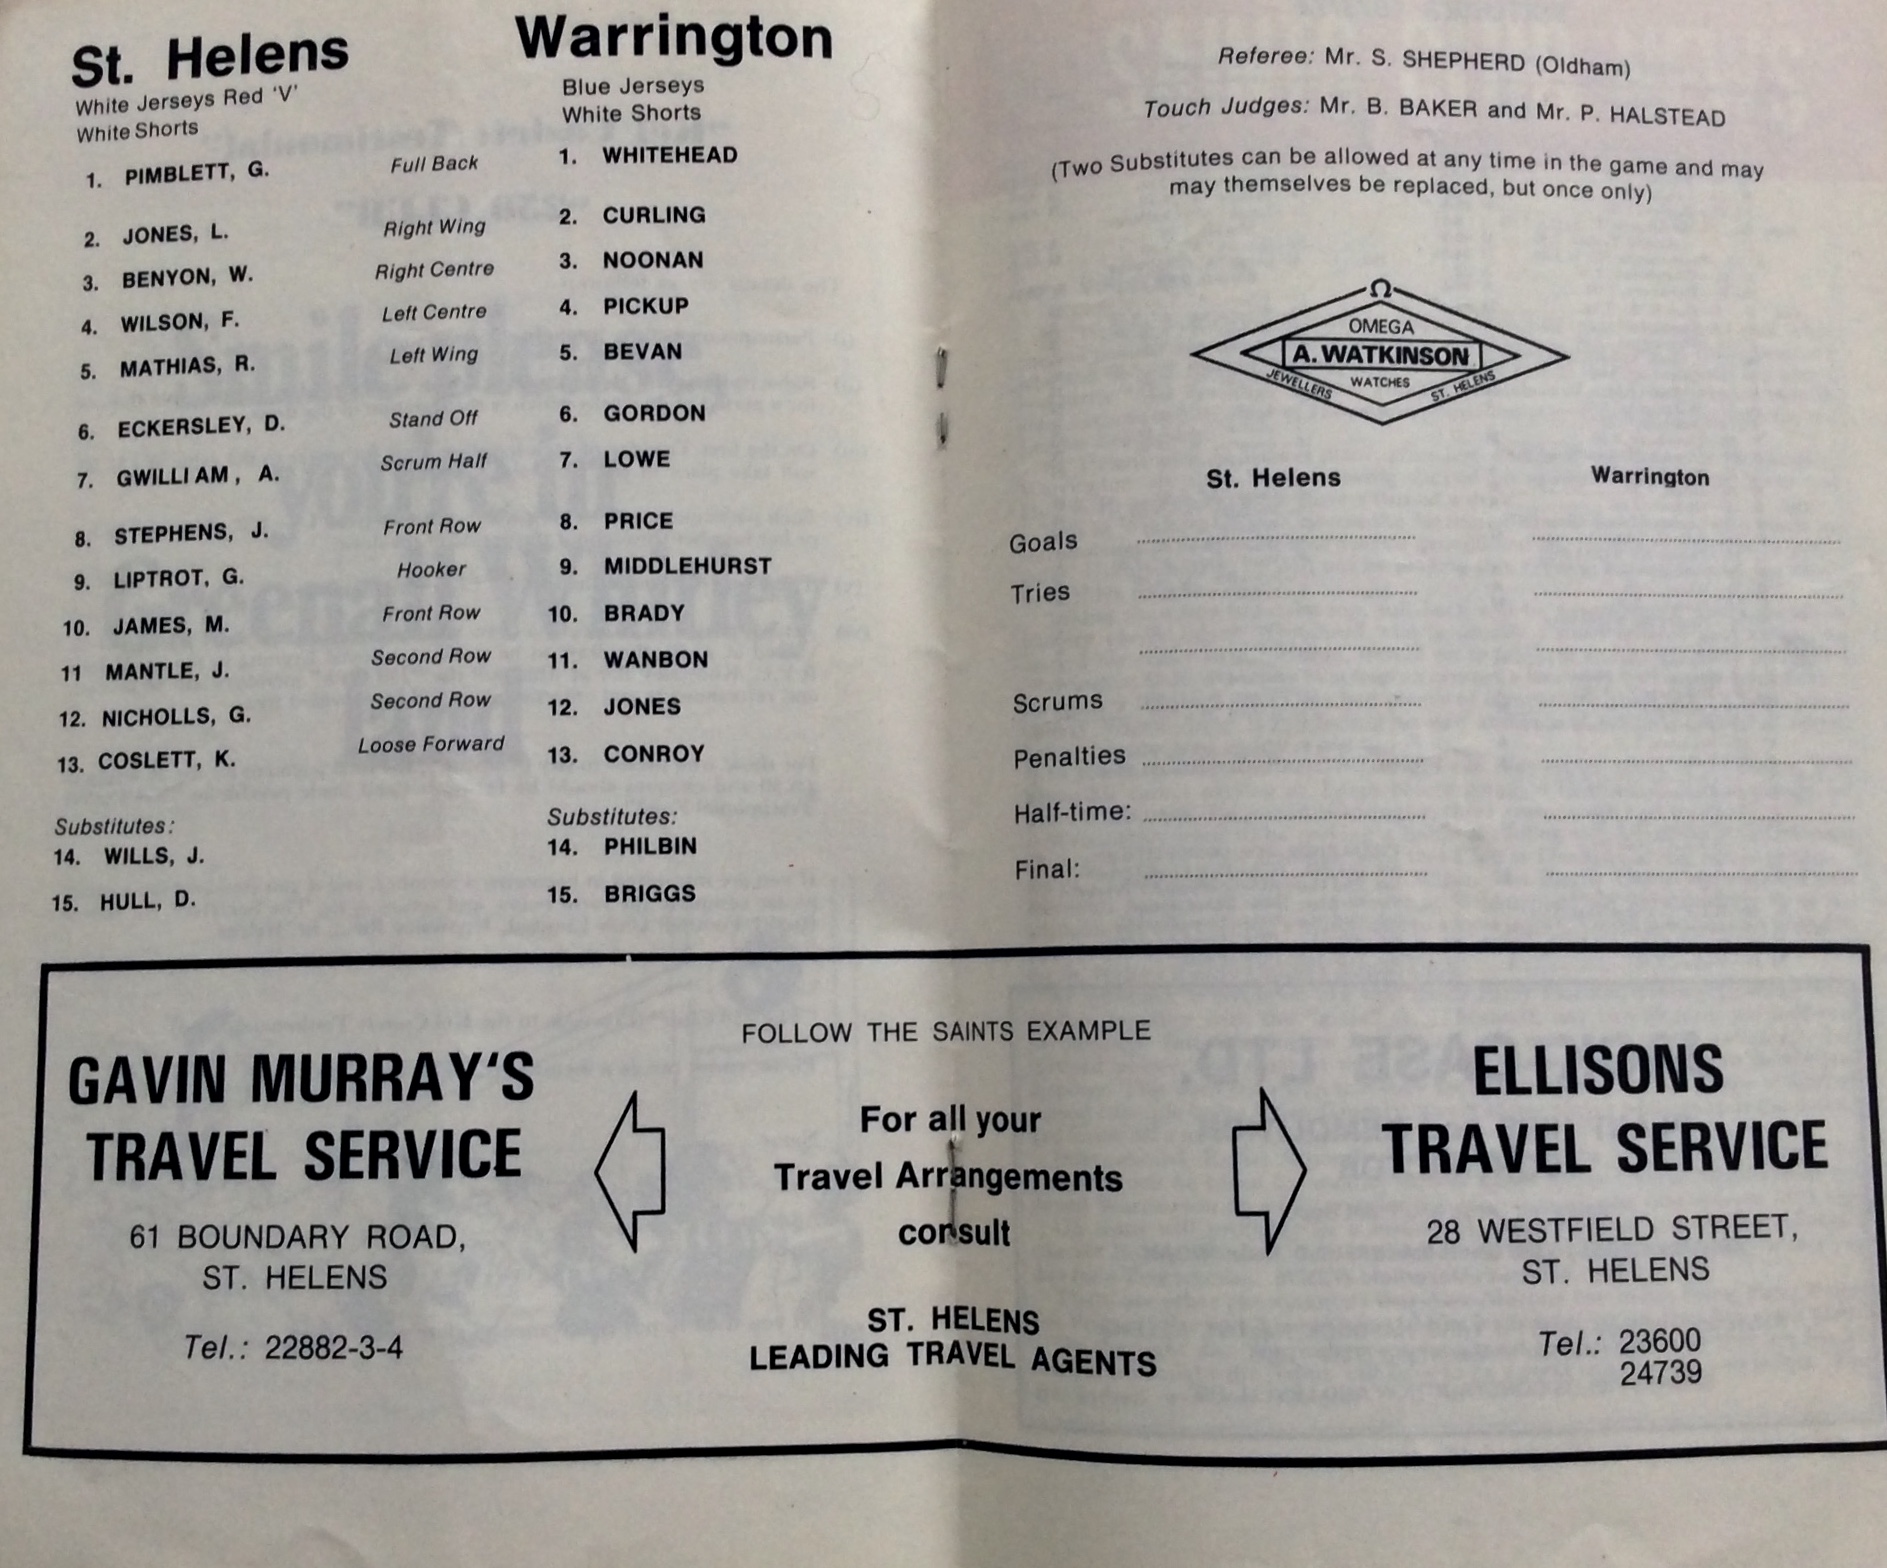 St. Helens
White Jerseys Red 'V'
White Shorts
1. PIMBLETT, G.
2. JONES, L.
3. BENYON, W.
4. WILSON, F.
5. MATHIAS, R.
6. ECKERSLEY, D.
7. GWILLIAM, A.
8. STEPHENS, J.
9. LIPTROT, G.
10. JAMES, M.
11 MANTLE, J.
12. NICHOLLS, G.
13. COSLETT, K.
Substitutes:
14. WILLS, J.
15. HULL, D.
Full Back
Right Wing
Right Centre
Left Centre
Left Wing
Stand Off
Scrum Half
Front Row
Hooker
Front Row
Second Row
Second Row
Loose Forward
Warrington
Blue Jerseys
White Shorts
1. WHITEHEAD
2. CURLING
3. NOONAN
4. PICKUP
5. BEVAN
6. GORDON
7. LOWE
8. PRICE
9. MIDDLEHURST
10. BRADY
11. WANBON
12. JONES
13. CONROY
Substitutes:
14. PHILBIN
15. BRIGGS
Referee: Mr. S. SHEPHERD (Oldham)
Touch Judges: Mr. B. BAKER and Mr. P. HALSTEAD
(Two Substitutes can be allowed at any time in the game and may
may themselves be replaced, but once only)
Ω
OMEGA
A. WATKINSON
JEWELLERS WATCHES ST. HELENS
St. Helens Warrington
Goals
Tries
Scrums
Penalties
Half-time:
Final:
GAVIN MURRAY'S
TRAVEL SERVICE
61 BOUNDARY ROAD,
ST. HELENS
Tel.: 22882-3-4
FOLLOW THE SAINTS EXAMPLE
For all your
Travel Arrangements
consult
ST. HELENS
LEADING TRAVEL AGENTS
ELLISONS
TRAVEL SERVICE
28 WESTFIELD STREET,
ST. HELENS
Tel.: 23600
24739